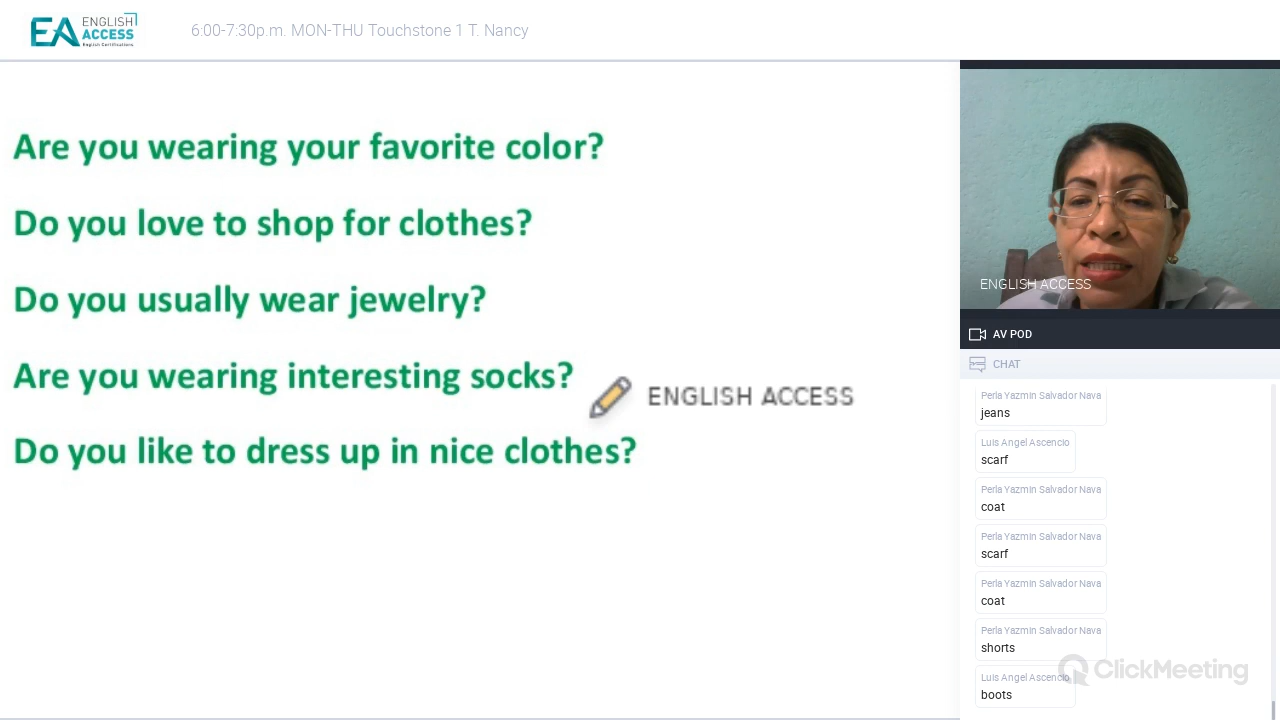 EA ENGLISH ACCESS
English Certifications
6:00-7:30p.m. MON-THU Touchstone 1 T. Nancy
Are you wearing your favorite color?
Do you love to shop for clothes?
Do you usually wear jewelry?
Are you wearing interesting socks?
ENGLISH ACCESS
Do you like to dress up in nice clothes?
ENGLISH ACCESS
AV POD
CHAT
Perla Yazmin Salvador Nava
jeans
Luis Angel Ascencio
scarf
Perla Yazmin Salvador Nava
coat
Perla Yazmin Salvador Nava
scarf
Perla Yazmin Salvador Nava
coat
Perla Yazmin Salvador Nava
shorts
Luis Angel Ascencio
boots
ClickMeeting